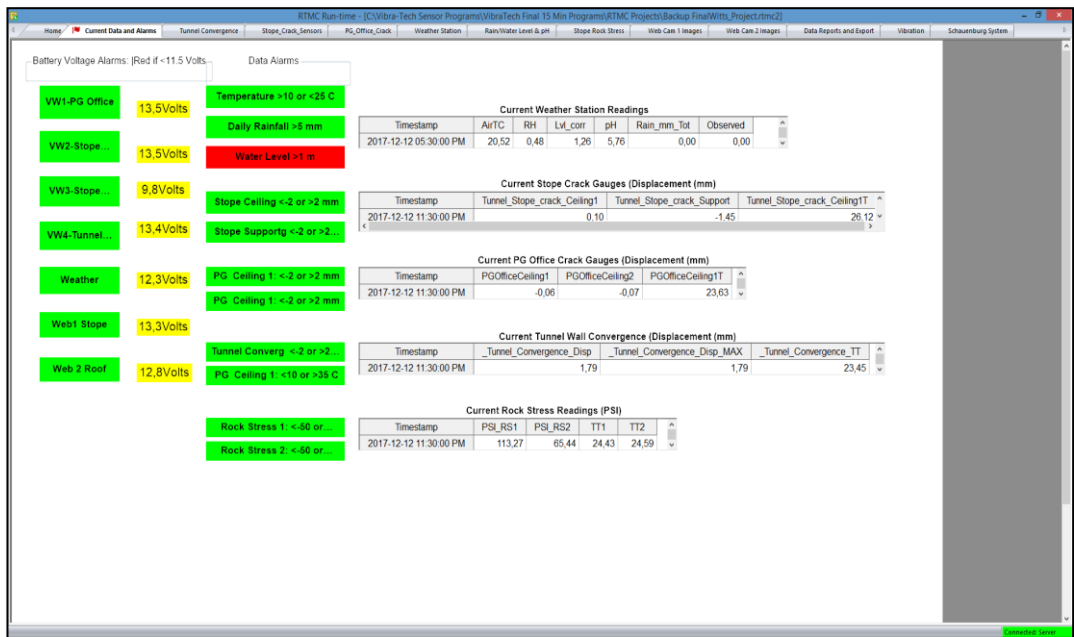 RTMC Run-time - [C:\Vibra-Tech Sensor Programs\VibraTech Final 15 Min Programs\RTMC Projects\Backup FinalWitts_Project.rtmc2]
Home Current Data and Alarms Tunnel Convergence Stope_Crack_Sensors PG_Office_Crack Weather Station Rain/Water Level & pH Stope Rock Stress Web Cam 1 Images Web Cam 2 Images Data Reports and Export Vibration Schauenburg System
Battery Voltage Alarms: |Red if <11.5 Volts
VW1-PG Office 13,5Volts
VW2-Stope... 13,5Volts
VW3-Stope... 9,8Volts
VW4-Tunnel... 13,4Volts
Weather 12,3Volts
Web1 Stope 13,3Volts
Web 2 Roof 12,8Volts
Data Alarms
Temperature >10 or <25 C
Daily Rainfall >5 mm
Water Level >1 m
Stope Ceiling <-2 or >2 mm
Stope Supportg <-2 or >2...
PG Ceiling 1: <-2 or >2 mm
PG Ceiling 1: <-2 or >2 mm
Tunnel Converg <-2 or >2...
PG Ceiling 1: <10 or >35 C
Rock Stress 1: <-50 or...
Rock Stress 2: <-50 or...
Current Weather Station Readings
Timestamp AirTC RH Lvl_corr pH Rain_mm_Tot Observed
2017-12-12 05:30:00 PM 20,52 0,48 1,26 5,76 0,00 0,00
Current Stope Crack Gauges (Displacement (mm)
Timestamp Tunnel_Stope_crack_Ceiling1 Tunnel_Stope_crack_Support Tunnel_Stope_crack_Ceiling1T
2017-12-12 11:30:00 PM 0,10 -1,45 26,12
Current PG Office Crack Gauges (Displacement (mm)
Timestamp PGOfficeCeiling1 PGOfficeCeiling2 PGOfficeCeiling1T
2017-12-12 11:30:00 PM -0,06 -0,07 23,63
Current Tunnel Wall Convergence (Displacement (mm)
Timestamp _Tunnel_Convergence_Disp _Tunnel_Convergence_Disp_MAX _Tunnel_Convergence_TT
2017-12-12 11:30:00 PM 1,79 1,79 23,45
Current Rock Stress Readings (PSI)
Timestamp PSI_RS1 PSI_RS2 TT1 TT2
2017-12-12 11:30:00 PM 113,27 65,44 24,43 24,59
Connected: Server